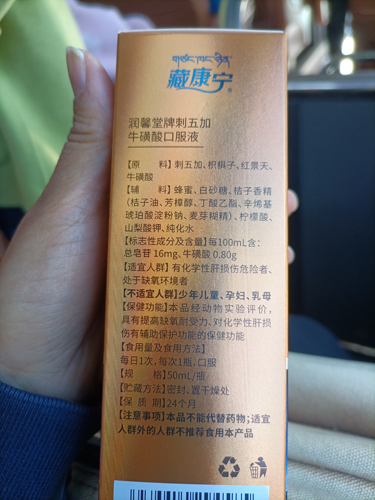 藏康宁®
润馨堂牌刺五加
牛磺酸口服液
【原 料】刺五加、枳椇子、红景天、
牛磺酸
【辅 料】蜂蜜、白砂糖、桔子香精
(桔子油、芳樟醇、丁酸乙酯、辛烯基
琥珀酸淀粉钠、麦芽糊精)、柠檬酸、
山梨酸钾、纯化水
【标志性成分及含量】每100mL含:
总皂苷 16mg、牛磺酸 0.80g
【适宜人群】有化学性肝损伤危险者、
处于缺氧环境者
【不适宜人群】少年儿童、孕妇、乳母
【保健功能】本品经动物实验评价,
具有提高缺氧耐受力、对化学性肝损
伤有辅助保护功能的保健功能
【食用量及食用方法】
每日1次,每次1瓶,口服
【规 格】50mL/瓶
【贮藏方法】密封、置干燥处
【保 质 期】24个月
【注意事项】本品不能代替药物;适宜
人群外的人群不推荐食用本产品